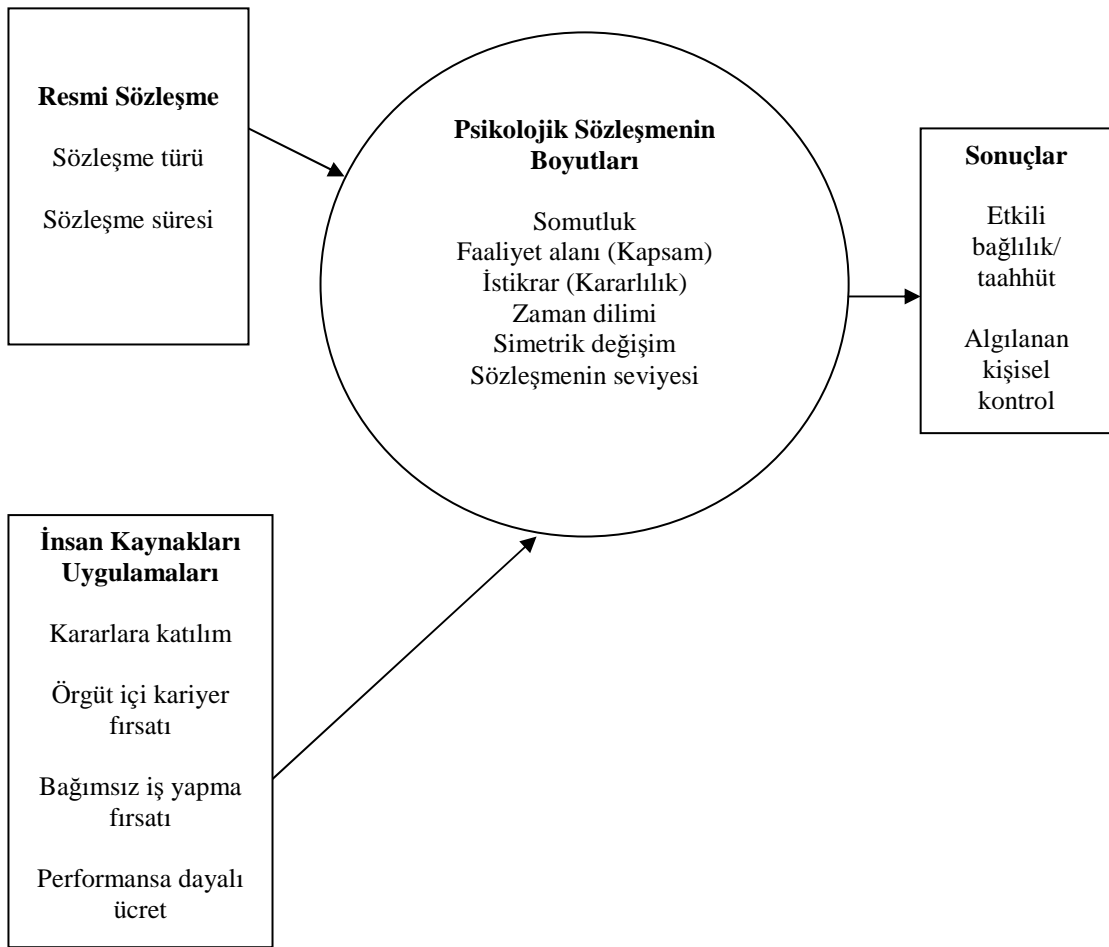 Resmi Sözleşme
Sözleşme türü
Sözleşme süresi
Psikolojik Sözleşmenin
Boyutları
Somutluk
Faaliyet alanı (Kapsam)
İstikrar (Kararlılık)
Zaman dilimi
Simetrik değişim
Sözleşmenin seviyesi
Sonuçlar
Etkili
bağlılık/
taahhüt
Algılanan
kişisel
kontrol
İnsan Kaynakları
Uygulamaları
Kararlara katılım
Örgüt içi kariyer
fırsatı
Bağımsız iş yapma
fırsatı
Performansa dayalı
ücret